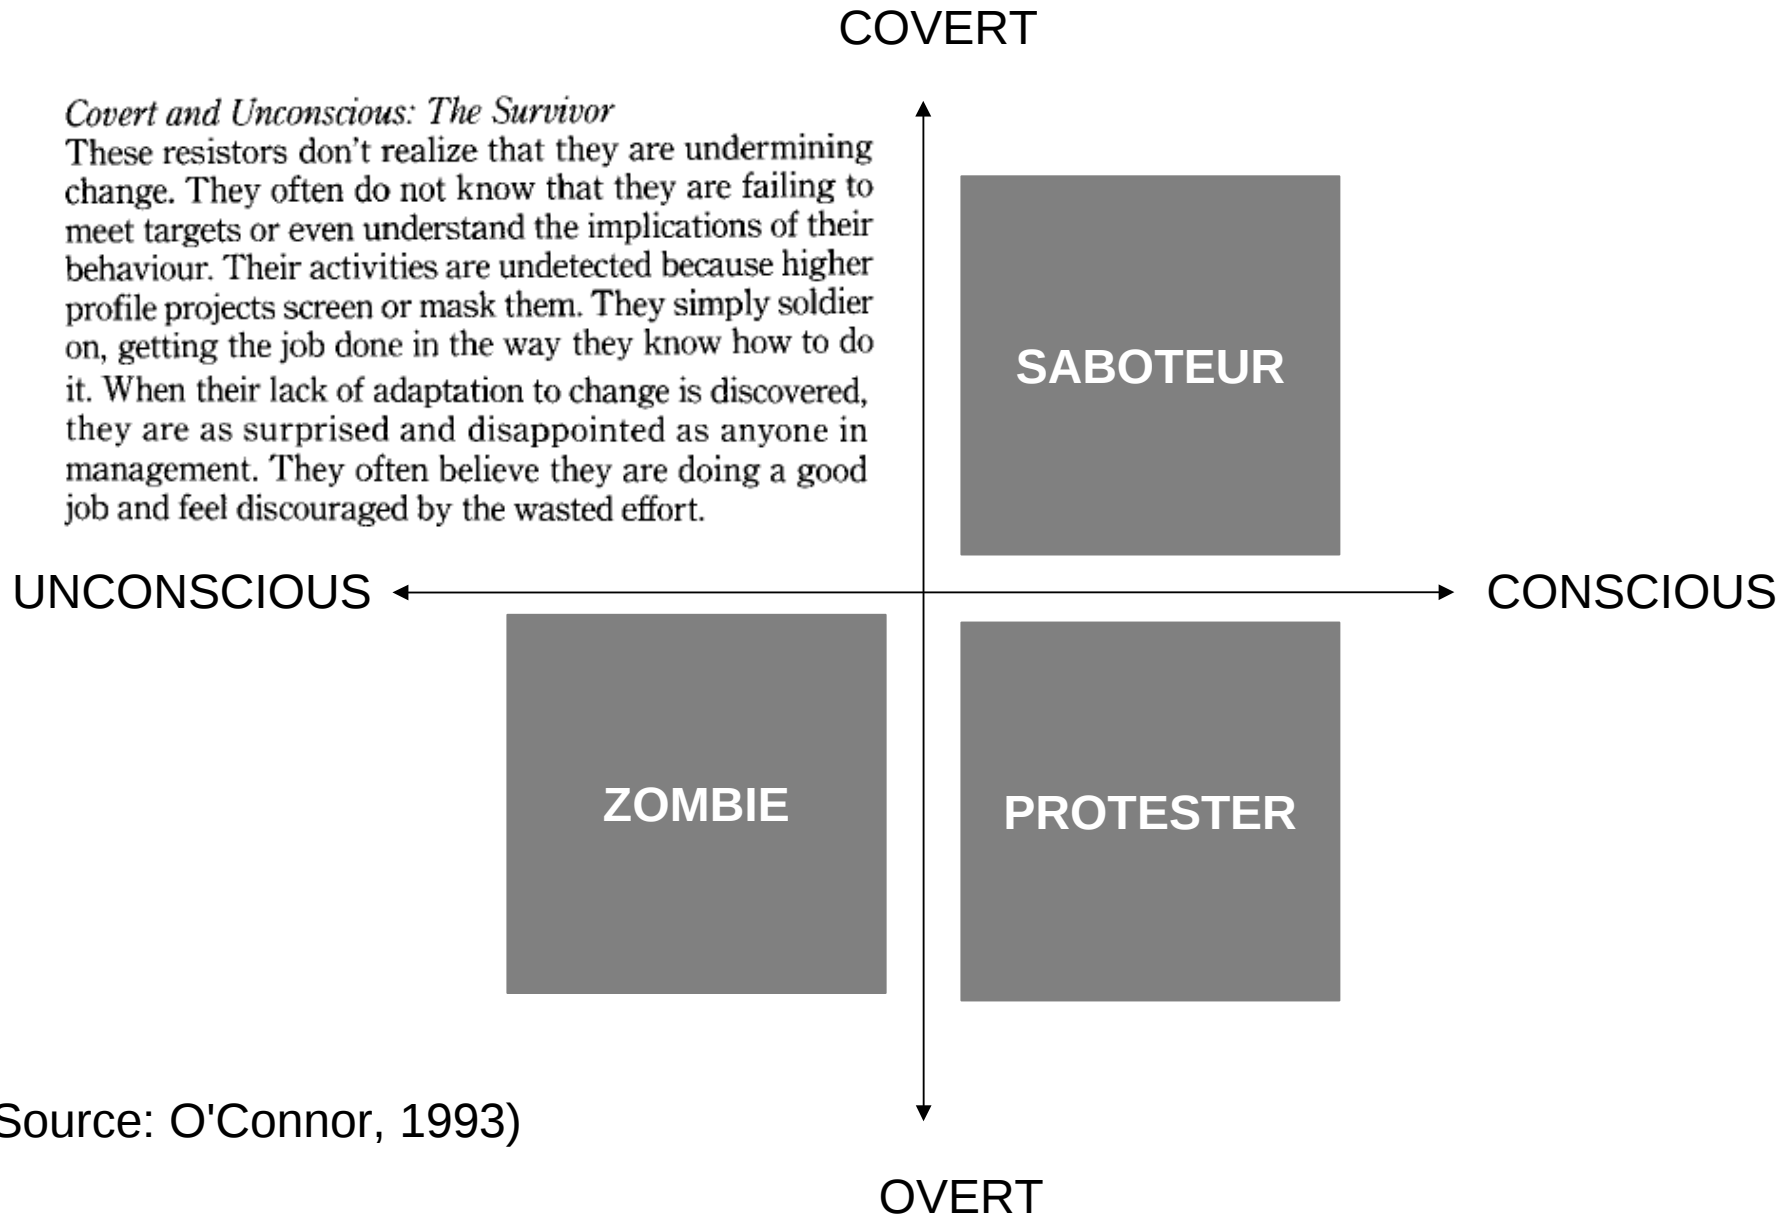 COVERT
Covert and Unconscious: The Survivor
These resistors don't realize that they are undermining
change. They often do not know that they are failing to
meet targets or even understand the implications of their
behaviour. Their activities are undetected because higher
profile projects screen or mask them. They simply soldier
on, getting the job done in the way they know how to do
it. When their lack of adaptation to change is discovered,
they are as surprised and disappointed as anyone in
management. They often believe they are doing a good
job and feel discouraged by the wasted effort.
SABOTEUR
UNCONSCIOUS
CONSCIOUS
ZOMBIE
PROTESTER
Source: O'Connor, 1993)
OVERT